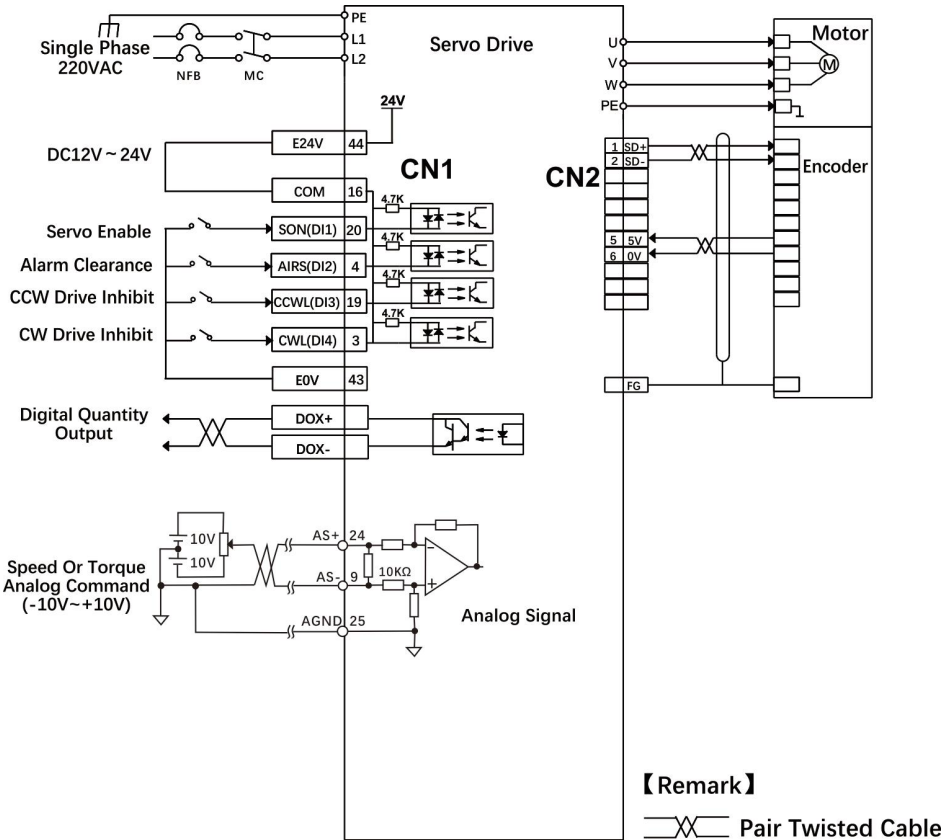 PE
L1
L2
Single Phase
220VAC
NFB
MC
Servo Drive
U
V
W
PE
Motor
M
24V
E24V 44
DC12V～24V
CN1
COM 16
CN2
1 SD+
2 SD-
Encoder
4.7K
Servo Enable
SON(DI1) 20
4.7K
Alarm Clearance
AIRS(DI2) 4
5 5V
6 0V
4.7K
CCW Drive Inhibit
CCWL(DI3) 19
4.7K
CW Drive Inhibit
CWL(DI4) 3
E0V 43
FG
Digital Quantity
Output
DOX+
DOX-
10V
10V
AS+ 24
Speed Or Torque
Analog Command
(-10V~+10V)
AS- 9
10KΩ
−
+
AGND 25
Analog Signal
【Remark】
Pair Twisted Cable